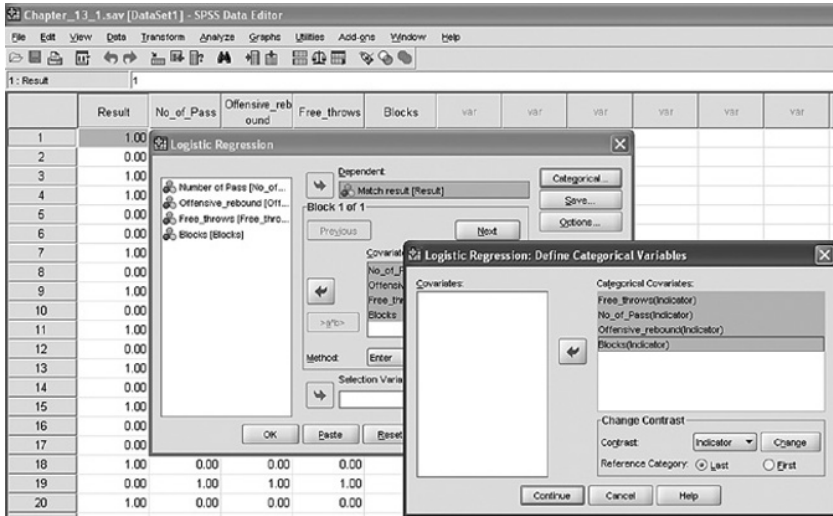 Chapter_13_1.sav [DataSet1] - SPSS Data Editor
File Edit View Data Transform Analyze Graphs Utilities Add-ons Window Help
1 : Result 1
Result No_of_Pass Offensive_reb ound Free_throws Blocks var var var var var var
1 1.00
2 0.00
3 1.00
4 1.00
5 0.00
6 0.00
7 1.00
8 0.00
9 1.00
10 0.00
11 1.00
12 0.00
13 1.00
14 0.00
15 1.00
16 0.00
17 0.00
18 1.00 0.00 0.00 0.00
19 0.00 1.00 1.00 1.00
20 1.00 0.00 0.00 0.00
Logistic Regression
Number of Pass [No_of...
Offensive_rebound [Off...
Free_throws [Free_thro...
Blocks [Blocks]
Dependent:
Match result [Result]
Block 1 of 1
Previous Next
Covariate
No_of_P
Offensiv
Free_thr
Blocks
>a*b>
Method: Enter
Selection Varia
OK Paste Reset
Categorical...
Save...
Options...
Logistic Regression: Define Categorical Variables
Covariates:
Categorical Covariates:
Free_throws(Indicator)
No_of_Pass(Indicator)
Offensive_rebound(Indicator)
Blocks(Indicator)
Change Contrast
Contrast: Indicator Change
Reference Category: Last First
Continue Cancel Help